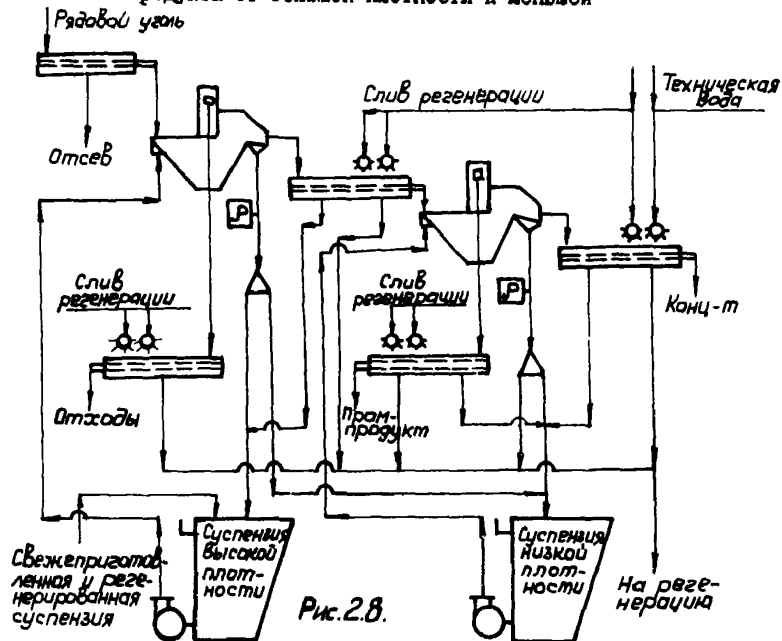 Рядовой уголь
Отсев
Слив регенерации
Техническая
вода
P
P
Слив
регенерации
Слив
регенерации
Конц-т
Отходы
Пром-
продукт
Свежеприготов-
ленная и реге-
нерированная
суспензия
Суспензия
высокой
плот-
ности
Суспензия
низкой
плот-
ности
На реге-
нерацию
Рис.2.8.